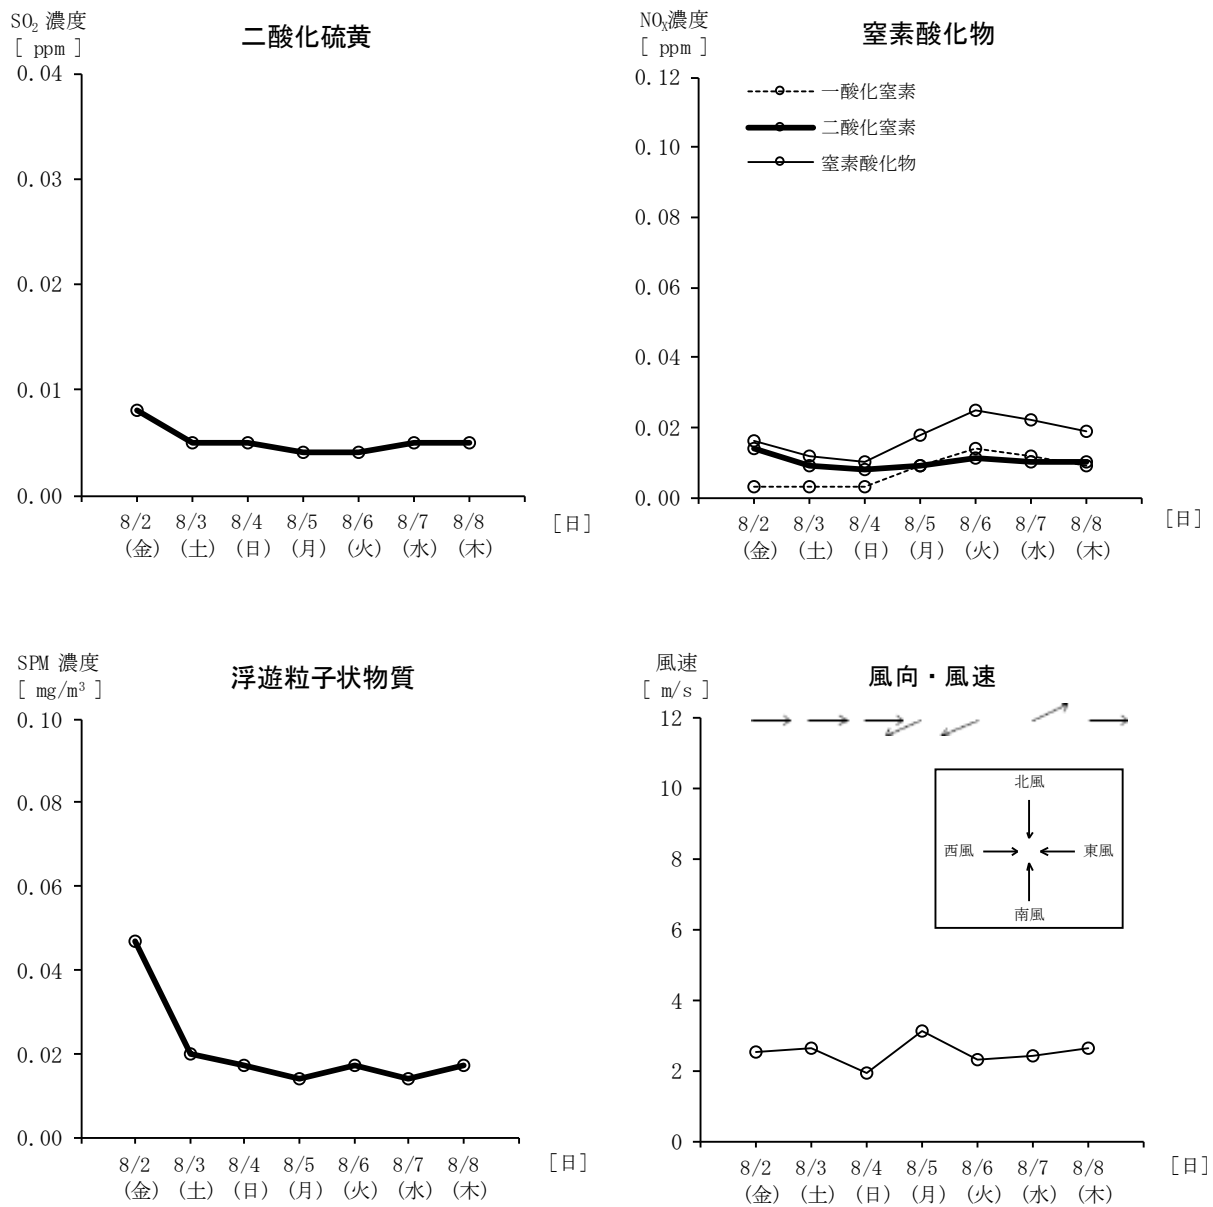 SO₂ 濃度
[ ppm ]
二酸化硫黄
0.04
0.03
0.02
0.01
0.00
8/2 8/3 8/4 8/5 8/6 8/7 8/8
(金) (土) (日) (月) (火) (水) (木)
[日]
NOx濃度
[ ppm ]
窒素酸化物
0.12
0.10
0.08
0.06
0.04
0.02
0.00
一酸化窒素
二酸化窒素
窒素酸化物
8/2 8/3 8/4 8/5 8/6 8/7 8/8
(金) (土) (日) (月) (火) (水) (木)
[日]
SPM 濃度
[ mg/m³ ]
浮遊粒子状物質
0.10
0.08
0.06
0.04
0.02
0.00
8/2 8/3 8/4 8/5 8/6 8/7 8/8
(金) (土) (日) (月) (火) (水) (木)
[日]
風速
[ m/s ]
風向・風速
12
10
8
6
4
2
0
北風
西風 東風
南風
8/2 8/3 8/4 8/5 8/6 8/7 8/8
(金) (土) (日) (月) (火) (水) (木)
[日]